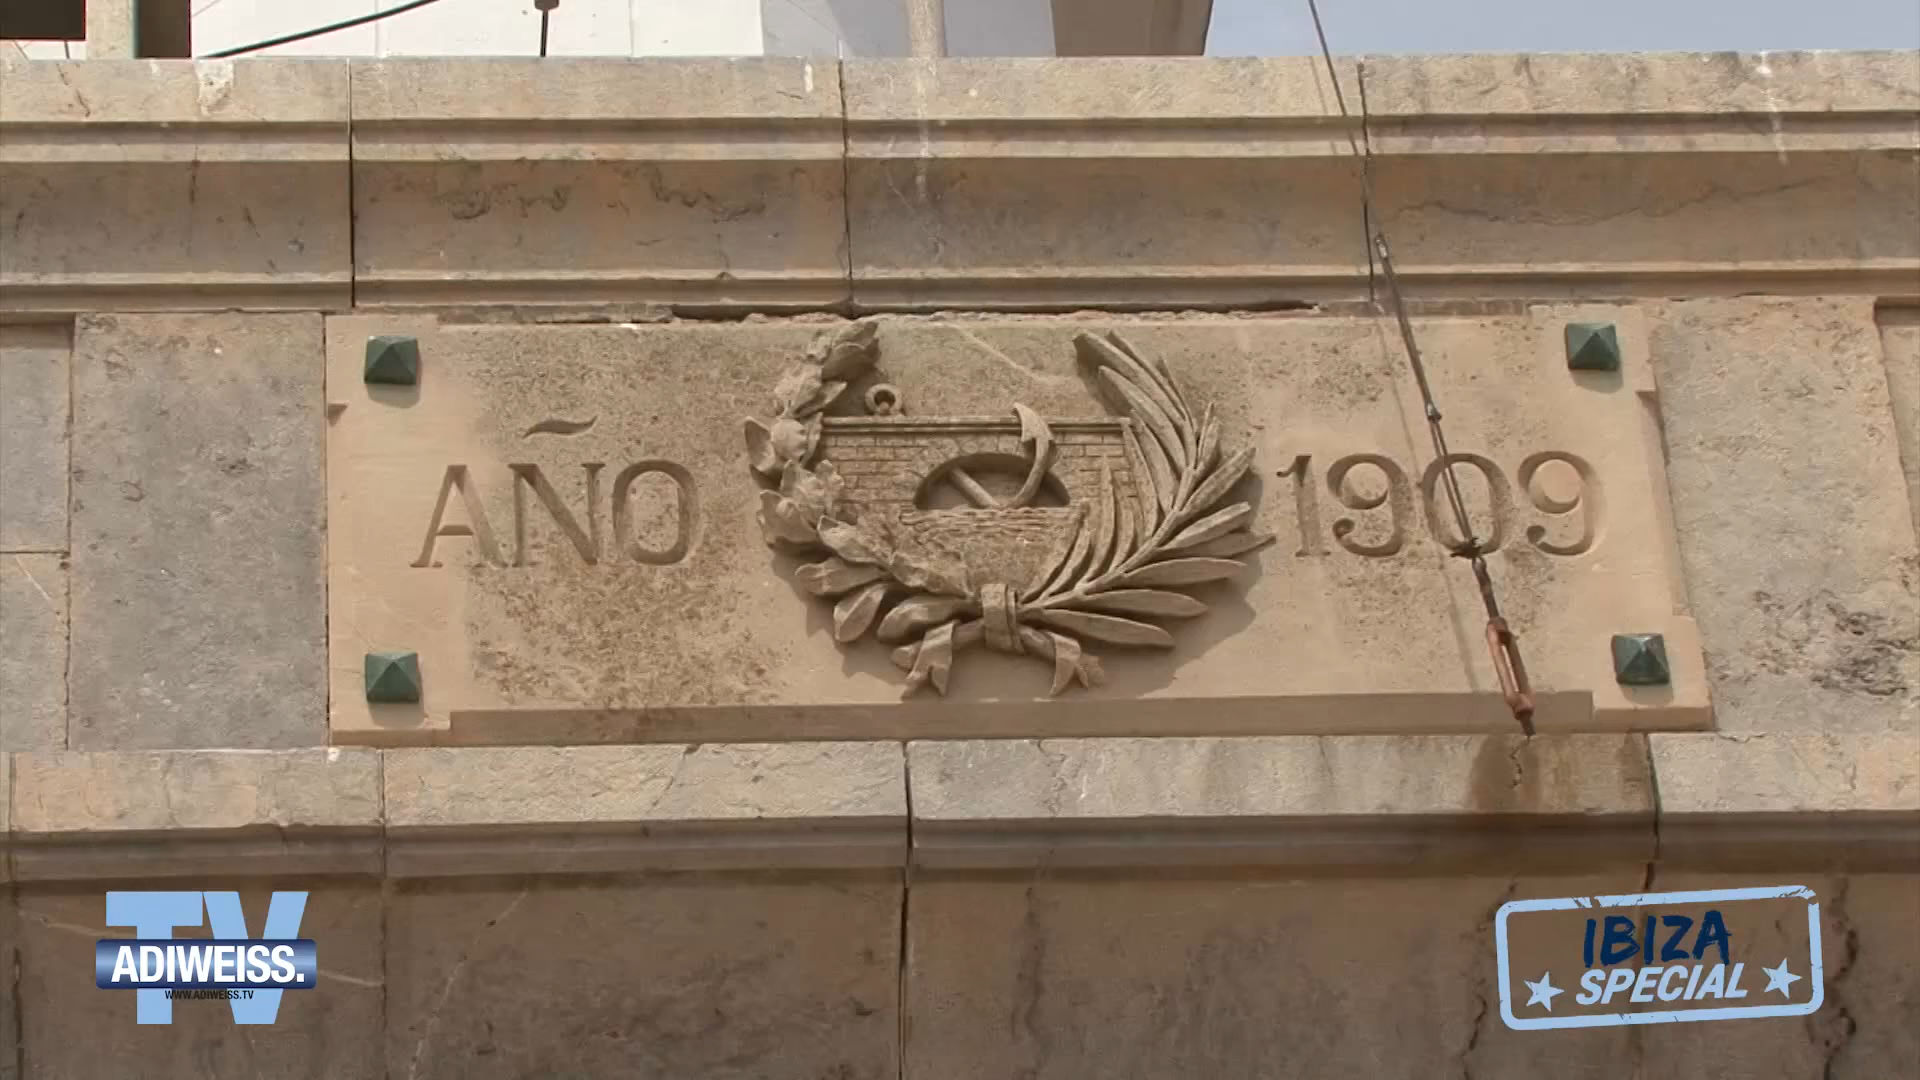 AÑO 1909
TV
ADIWEISS.
WWW.ADIWEISS.TV
IBIZA
SPECIAL